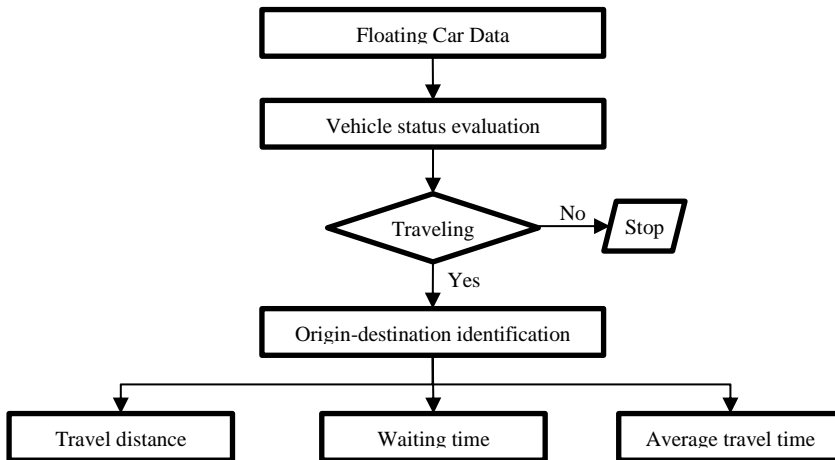 Floating Car Data
Vehicle status evaluation
Traveling
No
Stop
Yes
Origin-destination identification
Travel distance
Waiting time
Average travel time